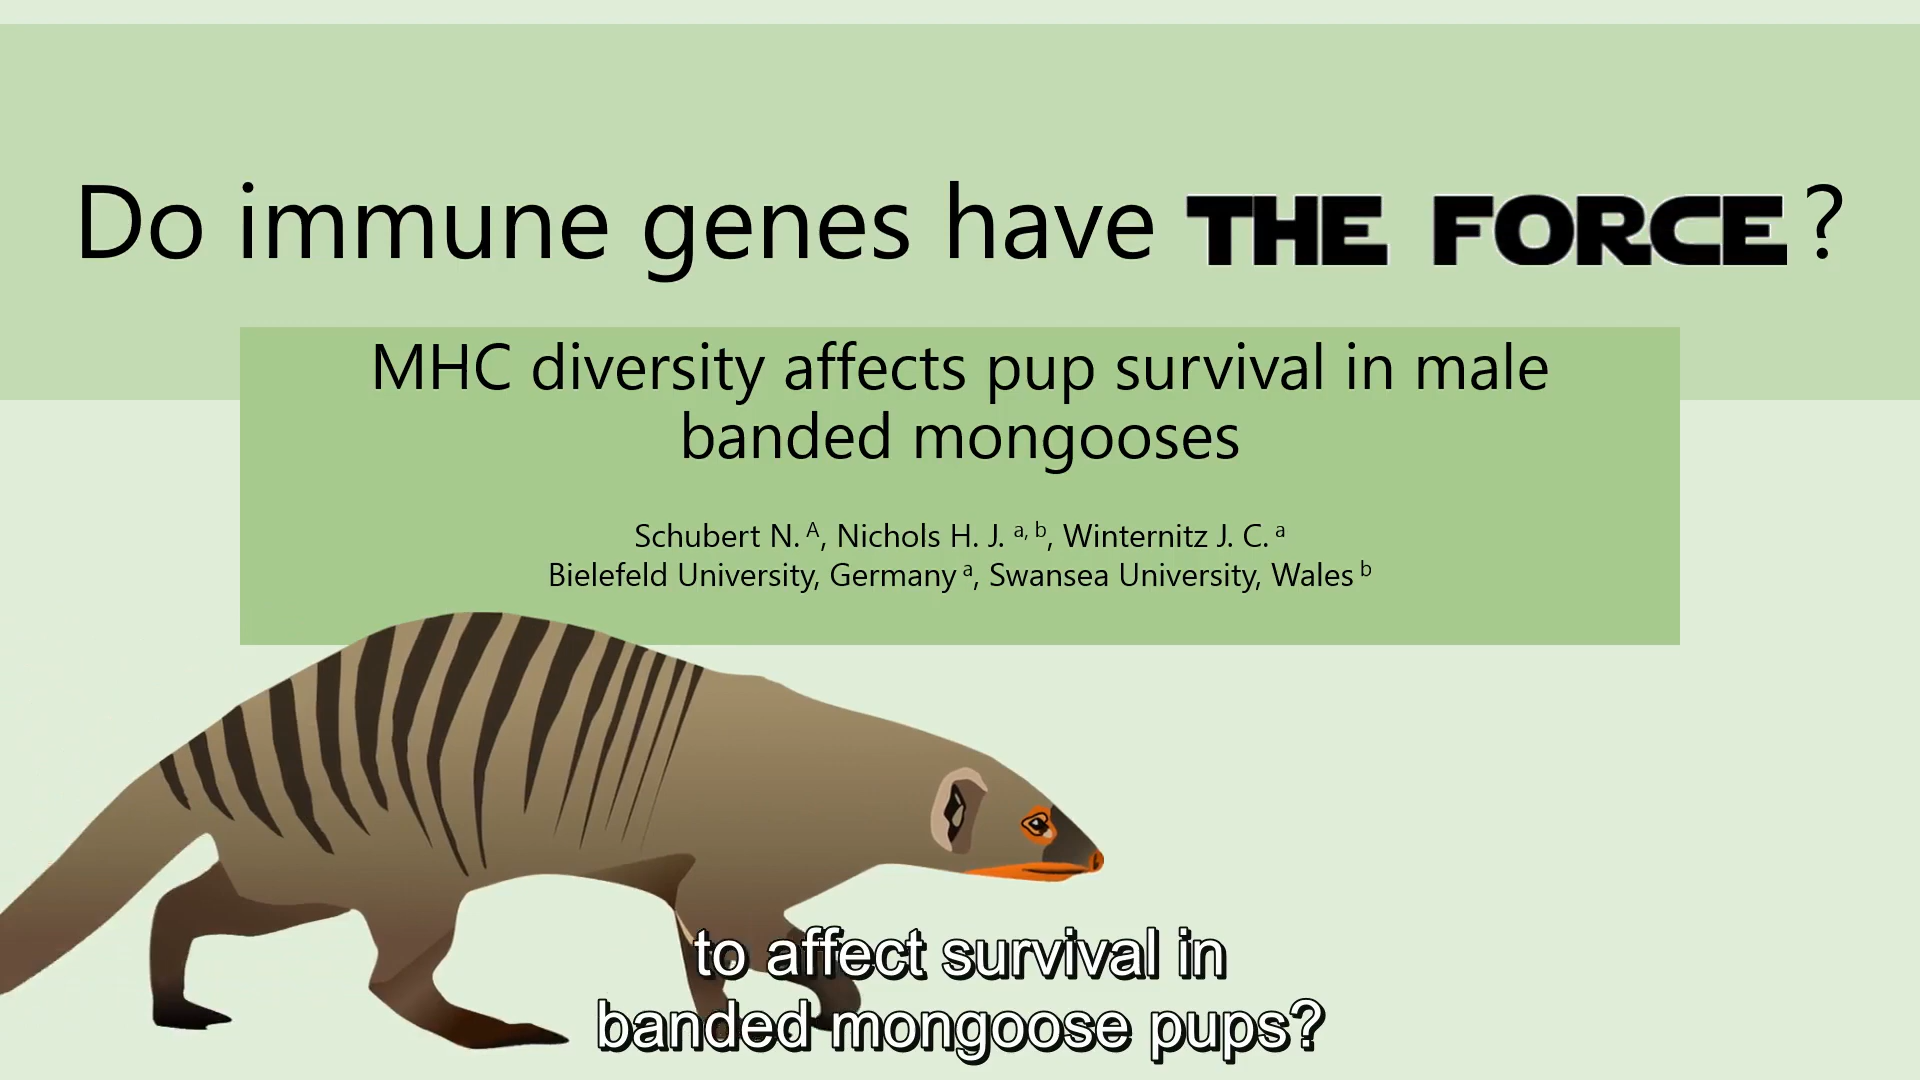 Do immune genes have THE FORCE?
MHC diversity affects pup survival in male
banded mongooses
Schubert N. A, Nichols H. J. a, b, Winternitz J. C. a
Bielefeld University, Germany a, Swansea University, Wales b
to affect survival in
banded mongoose pups?